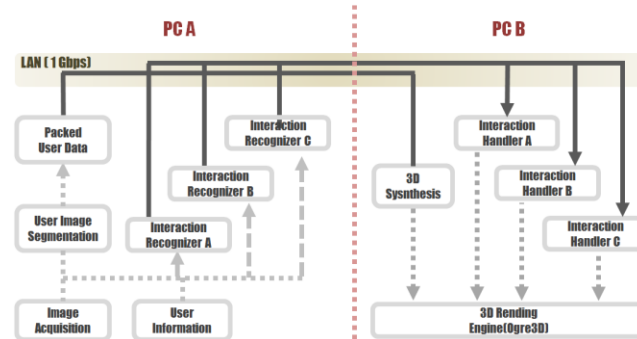 PC A
PC B
LAN ( 1 Gbps)
Packed
User Data
Interaction
Recognizer C
Interaction
Handler A
Interaction
Recognizer B
3D
Sysnthesis
Interaction
Handler B
User Image
Segmentation
Interaction
Recognizer A
Interaction
Handler C
Image
Acquisition
User
Information
3D Rending
Engine(Ogre3D)